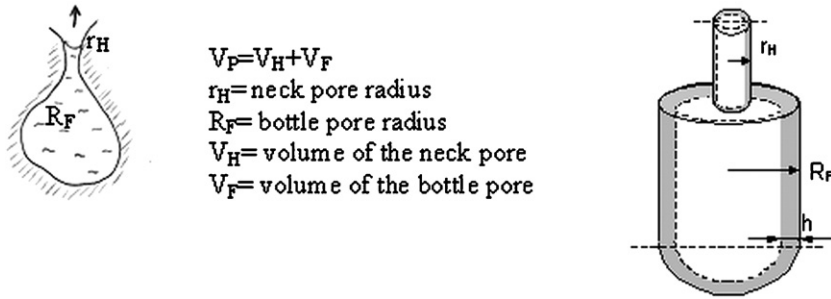 rH
RF
VP=VH+VF
rH= neck pore radius
RF= bottle pore radius
VH= volume of the neck pore
VF= volume of the bottle pore
rH
RF
h